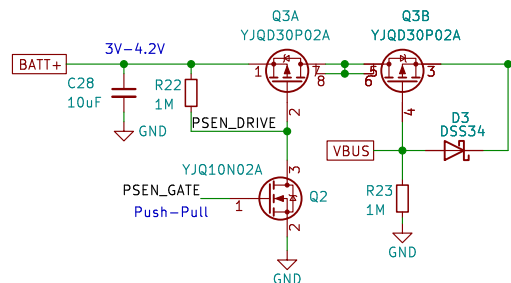 Q3A
YJQD30P02A
Q3B
YJQD30P02A
BATT+
3V-4.2V
1
7
8
5
6
3
C28
10uF
R22
1M
2
4
D3
DSS34
PSEN_DRIVE
GND
VBUS
YJQ10N02A
3
PSEN_GATE
1
Q2
Push-Pull
R23
1M
2
GND
GND